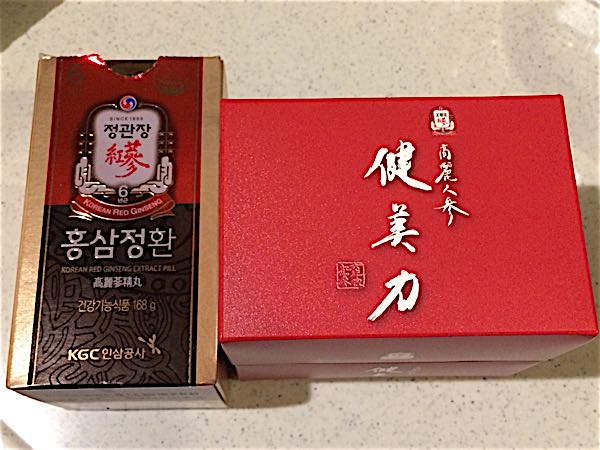 SINCE 1899
정관장
紅蔘
6
년근
KOREAN RED GINSENG
홍삼정환
KOREAN RED GINSENG EXTRACT PILL
高麗蔘精丸
건강기능식품 168 g
KGC 인삼공사
高麗人参
健美力